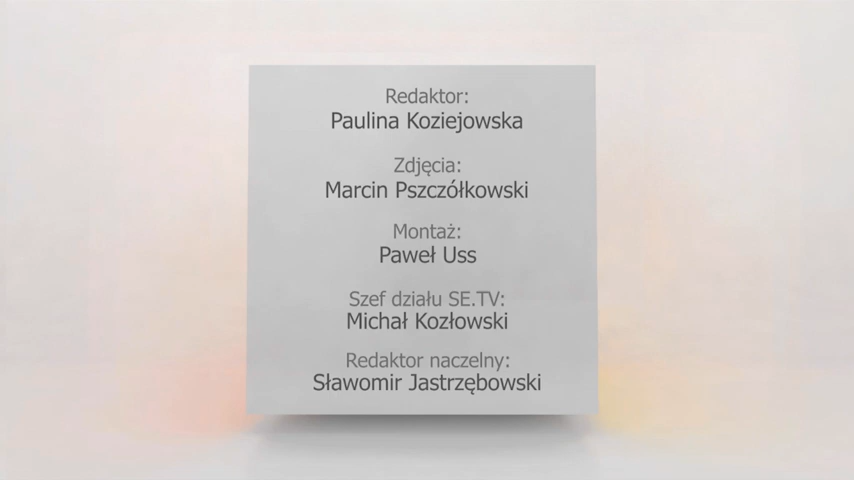 Redaktor:
Paulina Koziejowska
Zdjęcia:
Marcin Pszczółkowski
Montaż:
Paweł Uss
Szef działu SE.TV:
Michał Kozłowski
Redaktor naczelny:
Sławomir Jastrzębowski